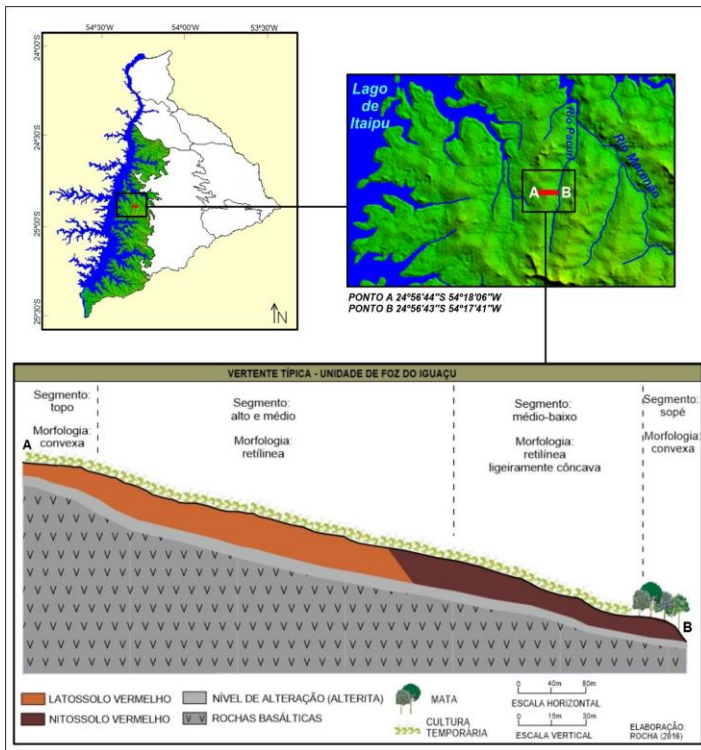 54°30'W
54°00'W
53°30'W
24°00'S
24°30'S
25°00'S
25°30'S
N
Lago
de
Itaipu
Rio Pacuri
A
B
PONTO A 24°56'44"S 54°18'06"W
PONTO B 24°56'43"S 54°17'41"W
VERTENTE TÍPICA - UNIDADE DE FOZ DO IGUAÇU
Segmento:
topo
Morfologia:
convexa
Segmento:
alto e médio
Morfologia:
retílinea
Segmento:
médio-baixo
Morfologia:
retilínea
ligeiramente côncava
Segmento:
sopé
Morfologia:
convexa
A
B
LATOSSOLO VERMELHO
NITOSSOLO VERMELHO
NÍVEL DE ALTERAÇÃO (ALTERITA)
ROCHAS BASÁLTICAS
MATA
CULTURA
TEMPORÁRIA
0 40m 80m
ESCALA HORIZONTAL
0 15m 30m
ESCALA VERTICAL
ELABORAÇÃO:
ROCHA (2016)